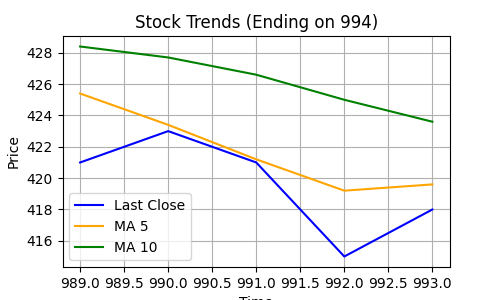 Stock Trends (Ending on 994)
Price
428
426
424
422
420
418
416
Last Close
MA 5
MA 10
989.0 989.5 990.0 990.5 991.0 991.5 992.0 992.5 993.0
Time